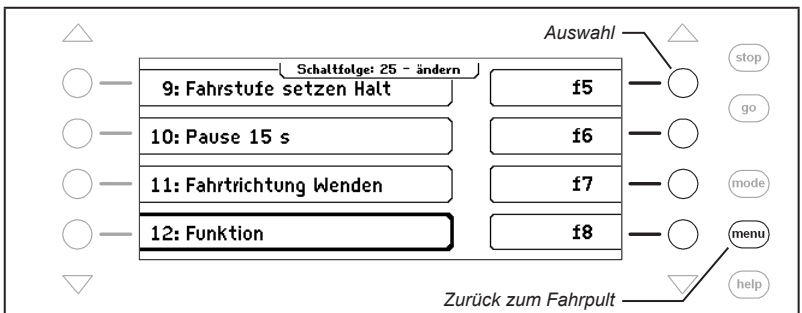 Auswahl
stop
Schaltfolge: 25 - ändern
9: Fahrstufe setzen Halt
f5
go
10: Pause 15 s
f6
11: Fahrtrichtung Wenden
f7
mode
12: Funktion
f8
menu
help
Zurück zum Fahrpult